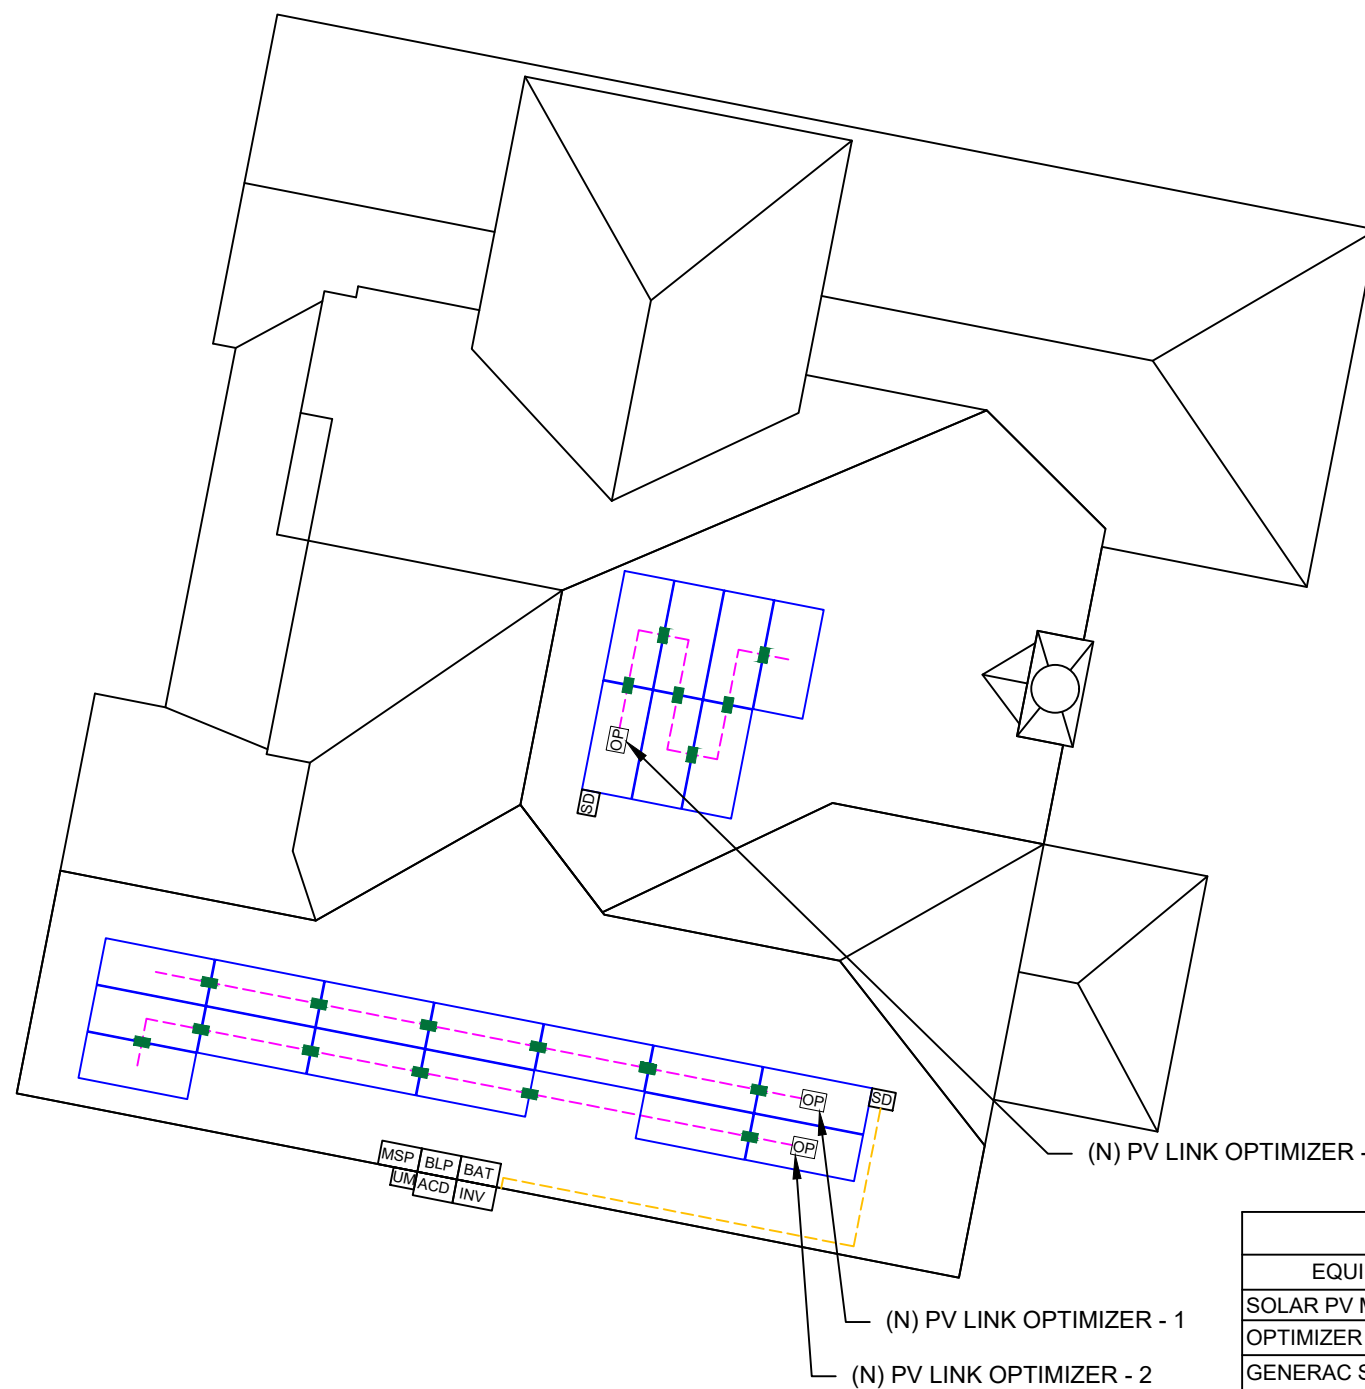 OP
SD
OP
SD
OP
MSP
BLP
BAT
UM
ACD
INV
(N) PV LINK OPTIMIZER -
(N) PV LINK OPTIMIZER - 1
(N) PV LINK OPTIMIZER - 2
EQUI
SOLAR PV M
OPTIMIZER
GENERAC S